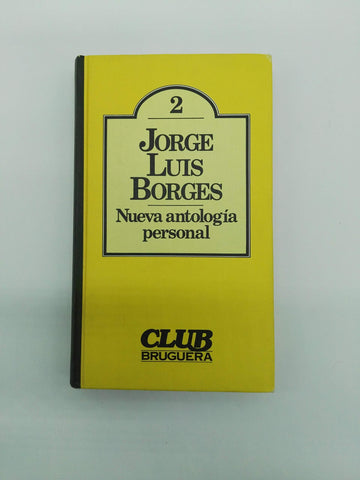 2
JORGE
LUIS
BORGES
Nueva antología
personal
CLUB
BRUGUERA